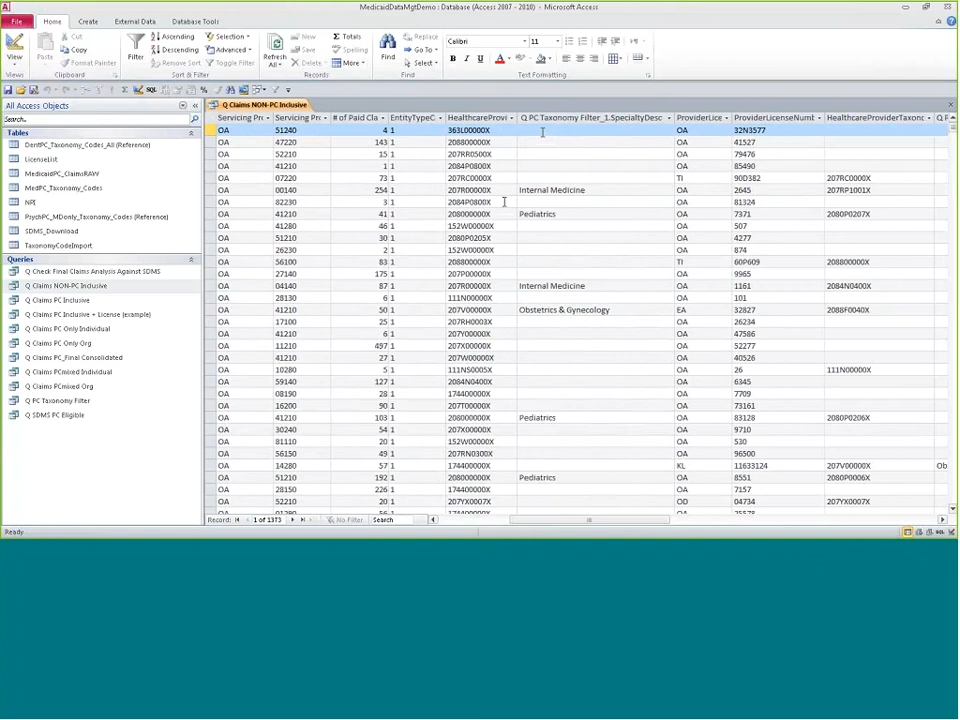 MedicaidDataMgtDemo : Database (Access 2007 - 2010) - Microsoft Access
File Home Create External Data Database Tools
View Paste Cut Copy Format Painter
Filter Ascending Descending Remove Sort Selection Advanced Toggle Filter
Refresh All New Save Delete Totals Spelling More
Find Replace Go To Select
Calibri 11
B I U A
Views Clipboard Sort & Filter Records Find Text Formatting
All Access Objects
Search...
Tables
DentPC_Taxonomy_Codes_All (Reference)
LicenseList
MedicaidPC_ClaimsRAW
MedPC_Taxonomy_Codes
NPI
PsychPC_MDonly_Taxonomy_Codes (Reference)
SDMS_Download
TaxonomyCodeImport
Queries
Q Check Final Claims Analysis Against SDMS
Q Claims NON-PC Inclusive
Q Claims PC Inclusive
Q Claims PC Inclusive + License (example)
Q Claims PC Only Individual
Q Claims PC Only Org
Q Claims PC_Final Consolidated
Q Claims PCmixed Individual
Q Claims PCmixed Org
Q PC Taxonomy Filter
Q SDMS PC Eligible
Q Claims NON-PC Inclusive
Servicing Pr Servicing Pr # of Paid Cla EntityTypeC HealthcareProvi Q PC Taxonomy Filter_1.SpecialtyDesc ProviderLice ProviderLicenseNumb HealthcareProviderTaxonc Q P
OA 51240 4 1 363L00000X OA 32N3577
OA 47220 143 1 208800000X OA 41527
OA 52210 15 1 207RR0500X OA 79476
OA 41210 1 1 2084P0800X OA 85490
OA 07220 73 1 207RC0000X TI 90D382 207RC0000X
OA 00140 254 1 207R00000X Internal Medicine OA 2645 207RP1001X
OA 82230 3 1 2084P0800X OA 81324
OA 41210 41 1 208000000X Pediatrics OA 7371 2080P0207X
OA 41280 46 1 152W00000X OA 507
OA 51210 30 1 2080P0205X OA 4277
OA 26230 2 1 152W00000X OA 874
OA 56100 83 1 208800000X TI 60P609 208800000X
OA 27140 175 1 207P00000X OA 9965
OA 04140 87 1 207R00000X Internal Medicine OA 1161 2084N0400X
OA 28130 6 1 111N00000X OA 101
OA 41210 50 1 207V00000X Obstetrics & Gynecology EA 32827 2088F0040X
OA 17100 25 1 207RH0003X OA 26234
OA 41210 6 1 207Y00000X OA 47586
OA 11210 497 1 207X00000X OA 52277
OA 41210 27 1 207W00000X OA 40526
OA 10280 5 1 111NS0005X OA 26 111N00000X
OA 59140 127 1 2084N0400X OA 6345
OA 08190 28 1 174400000X OA 7709
OA 16200 90 1 207T00000X OA 73161
OA 41210 103 1 208000000X Pediatrics OA 83128 2080P0206X
OA 30240 54 1 207X00000X OA 9710
OA 81110 20 1 152W00000X OA 530
OA 56150 49 1 207RN0300X OA 96500
OA 14280 57 1 174400000X KL 11633124 207V00000X Ob
OA 51210 192 1 208000000X Pediatrics OA 8551 2080P0006X
OA 28150 226 1 174400000X OA 7157
OA 52210 20 1 207YX0007X OD 04734 207YX0007X
Record: 1 of 1373 No Filter Search
Ready